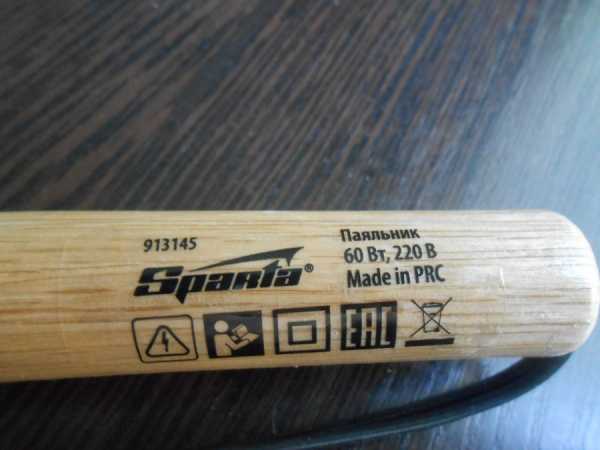 913145
Sparta®
Паяльник
60 Вт, 220 В
Made in PRC
EAC